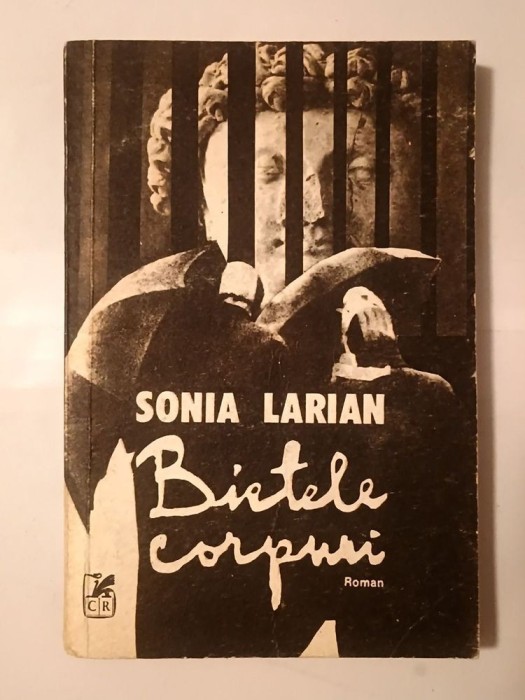 SONIA LARIAN
Bietele
corpuri
Roman
CR